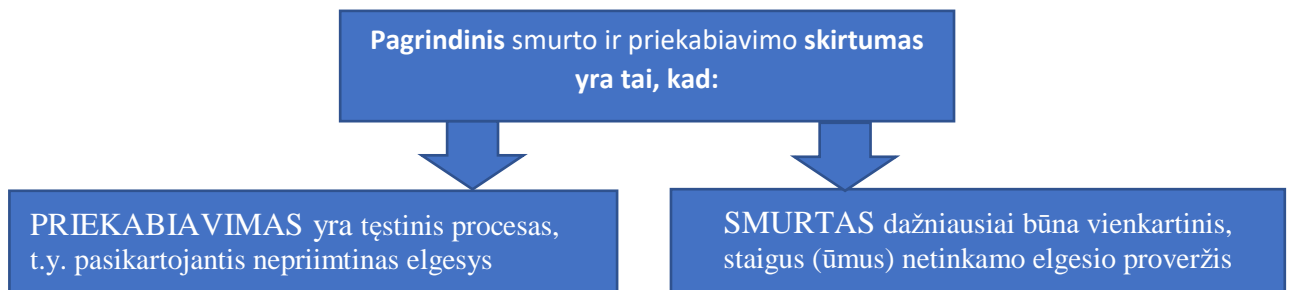 Pagrindinis smurto ir priekabiavimo skirtumas
yra tai, kad:
PRIEKABIAVIMAS yra tęstinis procesas,
t.y. pasikartojantis nepriimtinas elgesys
SMURTAS dažniausiai būna vienkartinis,
staigus (ūmus) netinkamo elgesio proveržis